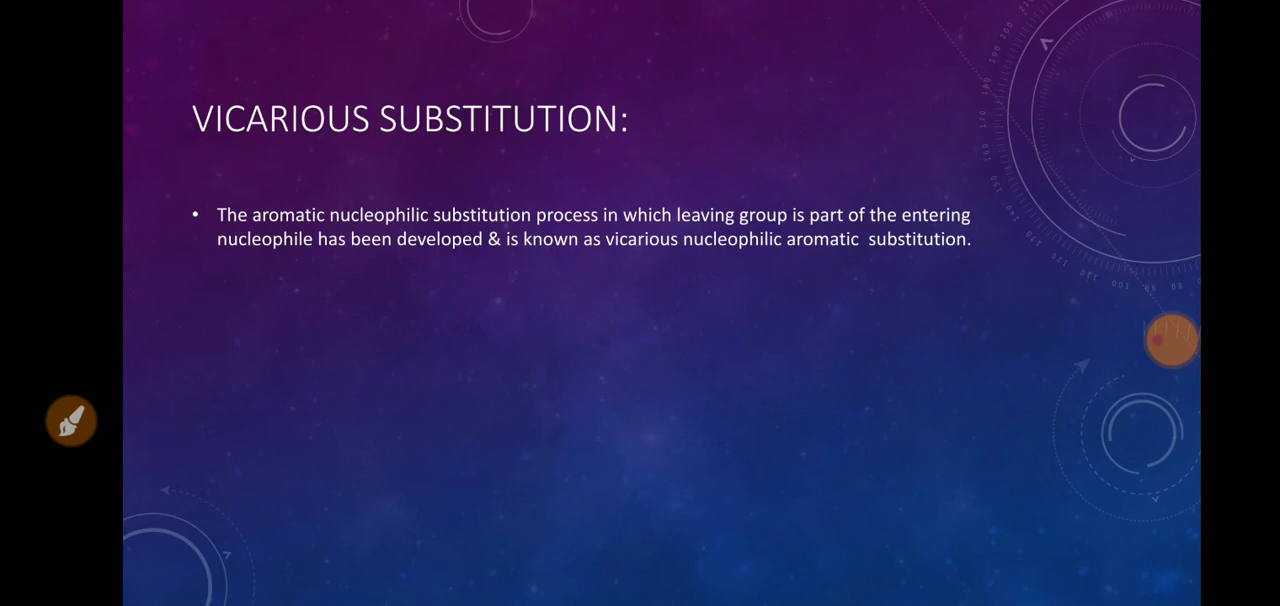 VICARIOUS SUBSTITUTION:
• The aromatic nucleophilic substitution process in which leaving group is part of the entering
nucleophile has been developed & is known as vicarious nucleophilic aromatic  substitution.